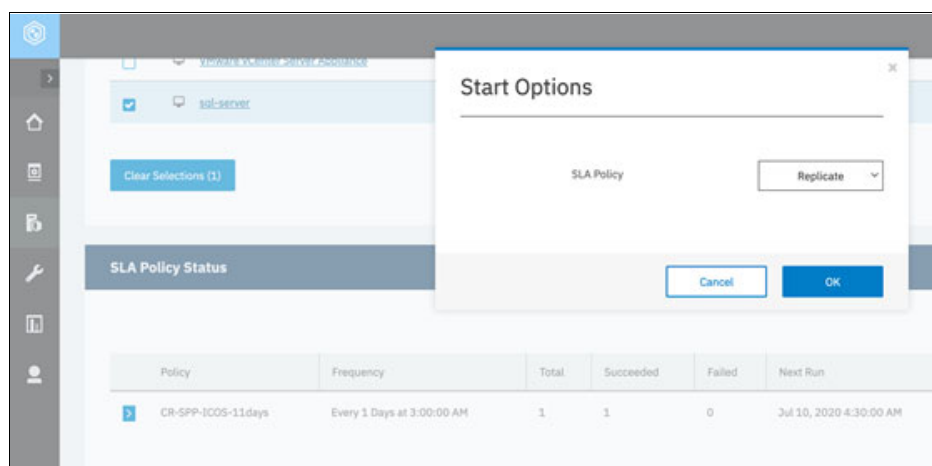 VMware vCenter Server Appliance
sql-server
Clear Selections (1)
Start Options
SLA Policy
Replicate
Cancel
OK
SLA Policy Status
Policy Frequency Total Succeeded Failed Next Run
CR-SPP-ICOS-11days Every 1 Days at 3:00:00 AM 1 1 0 Jul 10, 2020 4:30:00 AM